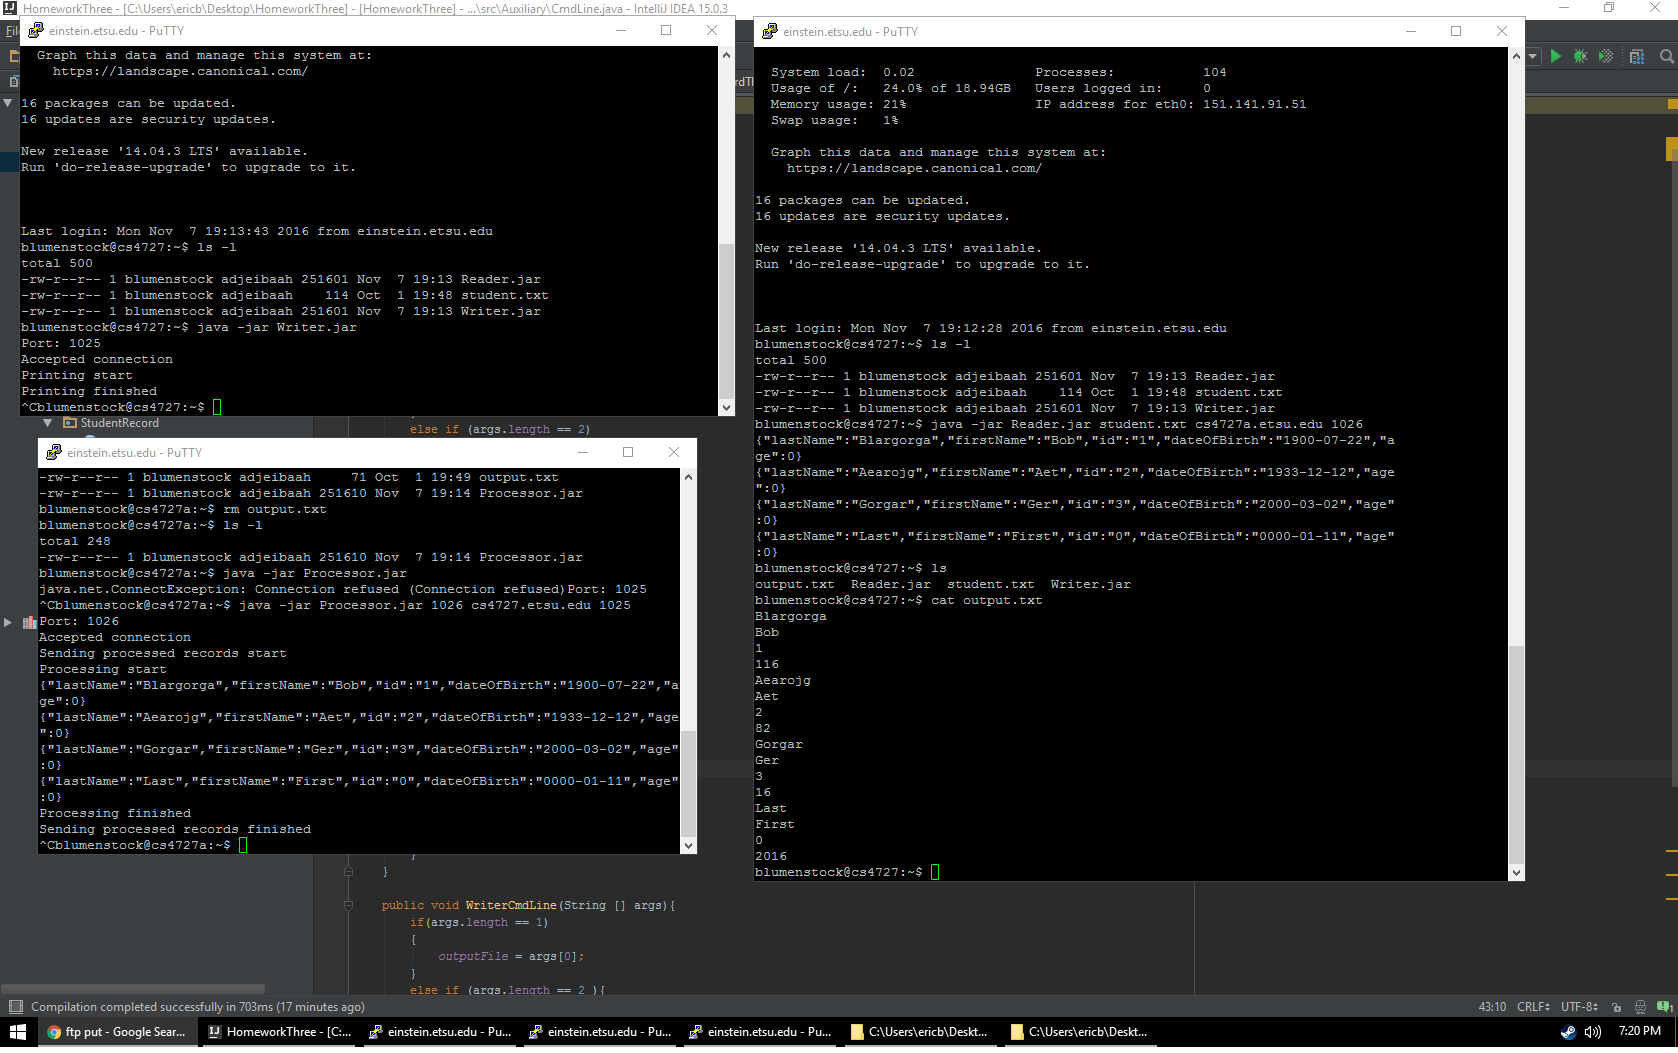 HomeworkThree - [C:\Users\ericb\Desktop\HomeworkThree] - [HomeworkThree] - ...\src\Auxiliary\CmdLine.java - IntelliJ IDEA 15.0.3
einstein.etsu.edu - PuTTY
Graph this data and manage this system at:
https://landscape.canonical.com/
16 packages can be updated.
16 updates are security updates.
New release '14.04.3 LTS' available.
Run 'do-release-upgrade' to upgrade to it.
Last login: Mon Nov  7 19:13:43 2016 from einstein.etsu.edu
blumenstock@cs4727:~$ ls -l
total 500
-rw-r--r-- 1 blumenstock adjeibaah 251601 Nov  7 19:13 Reader.jar
-rw-r--r-- 1 blumenstock adjeibaah    114 Oct  1 19:48 student.txt
-rw-r--r-- 1 blumenstock adjeibaah 251601 Nov  7 19:13 Writer.jar
blumenstock@cs4727:~$ java -jar Writer.jar
Port: 1025
Accepted connection
Printing start
Printing finished
^Cblumenstock@cs4727:~$
StudentRecord
else if (args.length == 2)
einstein.etsu.edu - PuTTY
-rw-r--r-- 1 blumenstock adjeibaah     71 Oct  1 19:49 output.txt
-rw-r--r-- 1 blumenstock adjeibaah 251610 Nov  7 19:14 Processor.jar
blumenstock@cs4727a:~$ rm output.txt
blumenstock@cs4727a:~$ ls -l
total 248
-rw-r--r-- 1 blumenstock adjeibaah 251610 Nov  7 19:14 Processor.jar
blumenstock@cs4727a:~$ java -jar Processor.jar
java.net.ConnectException: Connection refused (Connection refused)Port: 1025
^Cblumenstock@cs4727a:~$ java -jar Processor.jar 1026 cs4727.etsu.edu 1025
Port: 1026
Accepted connection
Sending processed records start
Processing start
{"lastName":"Blargorga","firstName":"Bob","id":"1","dateOfBirth":"1900-07-22","a
ge":0}
{"lastName":"Aearojg","firstName":"Aet","id":"2","dateOfBirth":"1933-12-12","age
":0}
{"lastName":"Gorgar","firstName":"Ger","id":"3","dateOfBirth":"2000-03-02","age"
:0}
{"lastName":"Last","firstName":"First","id":"0","dateOfBirth":"0000-01-11","age"
:0}
Processing finished
Sending processed records finished
^Cblumenstock@cs4727a:~$
einstein.etsu.edu - PuTTY
System load:  0.02               Processes:           104
Usage of /:   24.0% of 18.94GB   Users logged in:     0
Memory usage: 21%                IP address for eth0: 151.141.91.51
Swap usage:   1%
Graph this data and manage this system at:
https://landscape.canonical.com/
16 packages can be updated.
16 updates are security updates.
New release '14.04.3 LTS' available.
Run 'do-release-upgrade' to upgrade to it.
Last login: Mon Nov  7 19:12:28 2016 from einstein.etsu.edu
blumenstock@cs4727:~$ ls -l
total 500
-rw-r--r-- 1 blumenstock adjeibaah 251601 Nov  7 19:13 Reader.jar
-rw-r--r-- 1 blumenstock adjeibaah    114 Oct  1 19:48 student.txt
-rw-r--r-- 1 blumenstock adjeibaah 251601 Nov  7 19:13 Writer.jar
blumenstock@cs4727:~$ java -jar Reader.jar student.txt cs4727a.etsu.edu 1026
{"lastName":"Blargorga","firstName":"Bob","id":"1","dateOfBirth":"1900-07-22","a
ge":0}
{"lastName":"Aearojg","firstName":"Aet","id":"2","dateOfBirth":"1933-12-12","age
":0}
{"lastName":"Gorgar","firstName":"Ger","id":"3","dateOfBirth":"2000-03-02","age"
:0}
{"lastName":"Last","firstName":"First","id":"0","dateOfBirth":"0000-01-11","age"
:0}
blumenstock@cs4727:~$ ls
output.txt  Reader.jar  student.txt  Writer.jar
blumenstock@cs4727:~$ cat output.txt
Blargorga
Bob
1
116
Aearojg
Aet
2
82
Gorgar
Ger
3
16
Last
First
0
2016
blumenstock@cs4727:~$
}
public void WriterCmdLine(String [] args){
if(args.length == 1)
{
outputFile = args[0];
}
else if (args.length == 2 ){
Compilation completed successfully in 703ms (17 minutes ago)
43:10 CRLF UTF-8
ftp put - Google Sear...
HomeworkThree - [C:...
einstein.etsu.edu - Pu...
einstein.etsu.edu - Pu...
einstein.etsu.edu - Pu...
C:\Users\ericb\Deskt...
C:\Users\ericb\Deskt...
7:20 PM